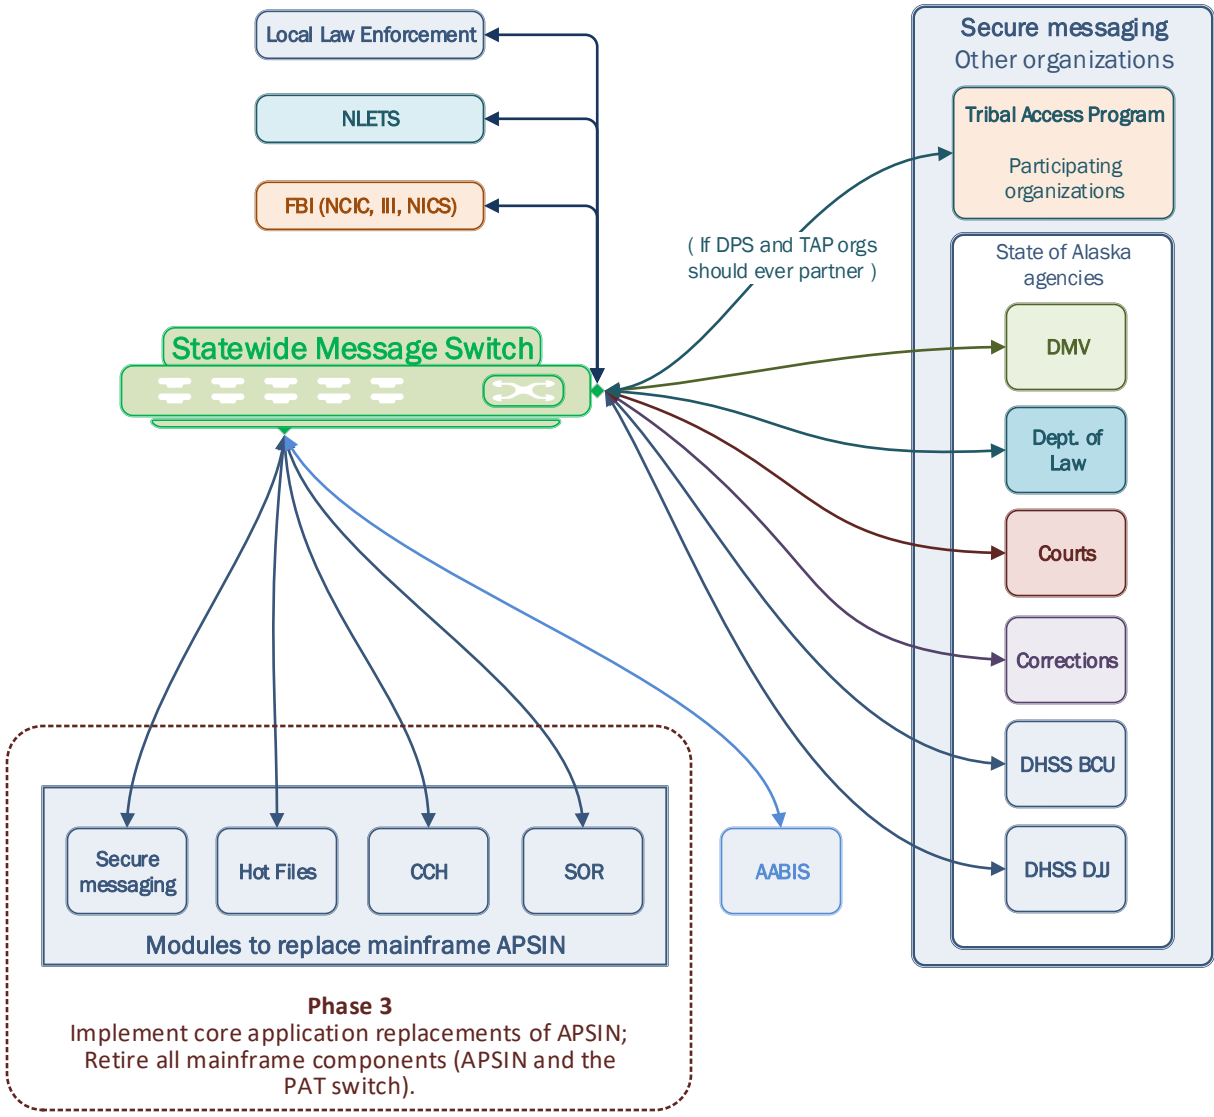 Local Law Enforcement
NLETS
FBI (NCIC, III, NICS)
Secure messaging
Other organizations
Tribal Access Program
Participating
organizations
( If DPS and TAP orgs
should ever partner )
State of Alaska
agencies
DMV
Dept. of
Law
Courts
Corrections
DHSS BCU
DHSS DJJ
Statewide Message Switch
Secure
messaging
Hot Files
CCH
SOR
AABIS
Modules to replace mainframe APSIN
Phase 3
Implement core application replacements of APSIN;
Retire all mainframe components (APSIN and the
PAT switch).